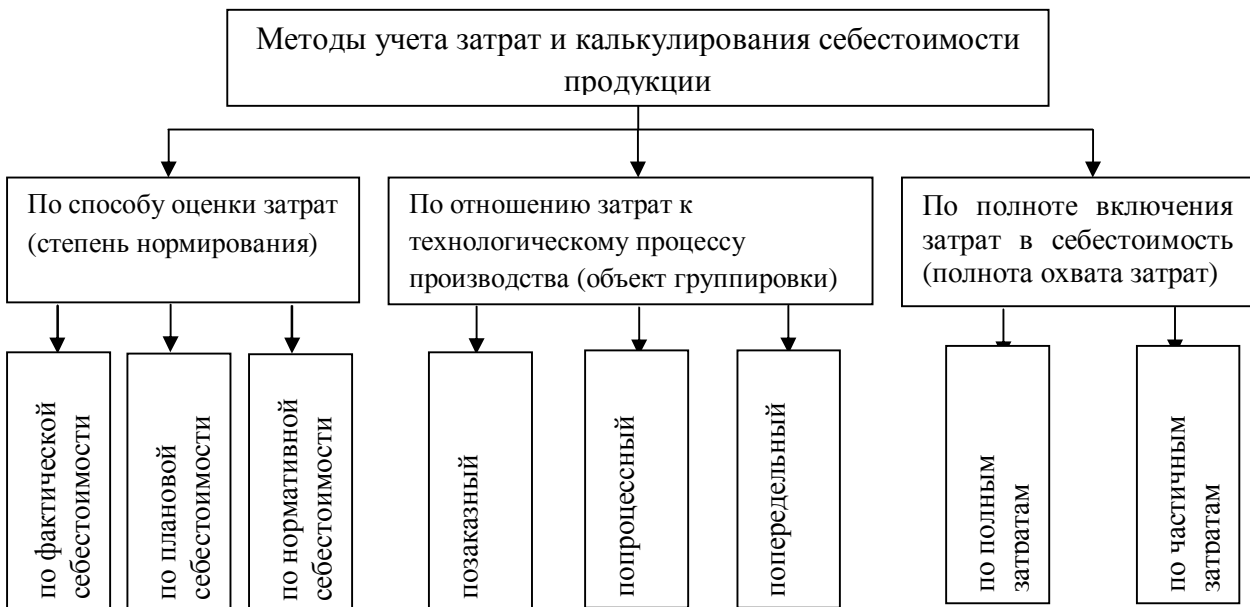 Методы учета затрат и калькулирования себестоимости
продукции
По способу оценки затрат
(степень нормирования)
По отношению затрат к
технологическому процессу
производства (объект группировки)
По полноте включения
затрат в себестоимость
(полнота охвата затрат)
по фактической
себестоимости
по плановой
себестоимости
по нормативной
себестоимости
позаказный
попроцессный
попередельный
по полным
затратам
по частичным
затратам